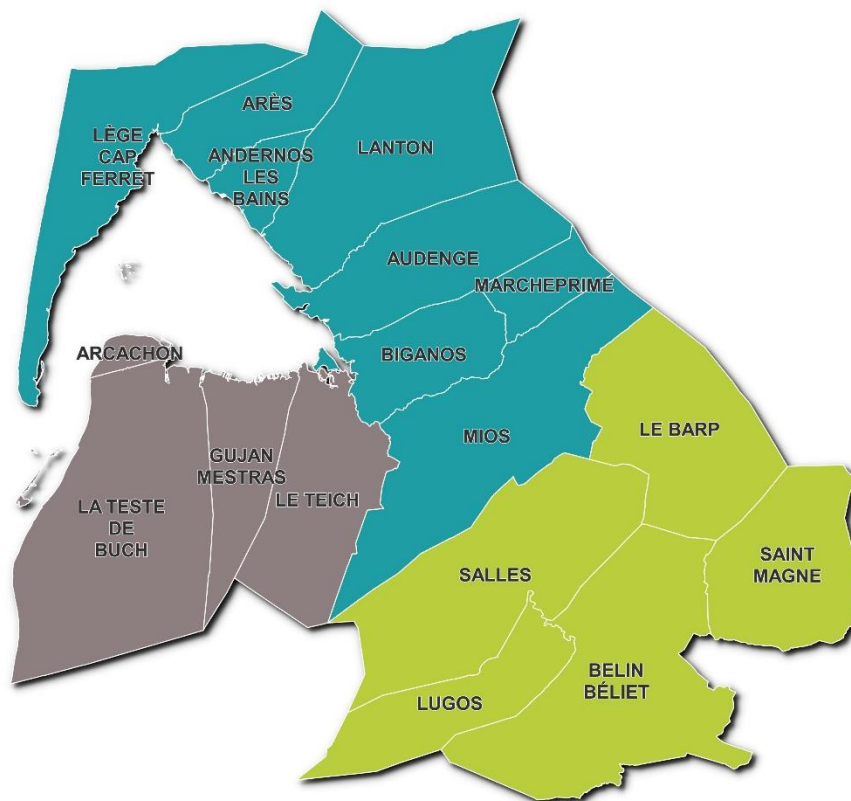 ARÈS
LÈGE
CAP
FERRET
ANDERNOS
LES
BAINS
LANTON
AUDENGE
MARCHEPRIME
ARCACHON
BIGANOS
MIOS
LE BARP
GUJAN
MESTRAS
LE TEICH
LA TESTE
DE
BUCH
SALLES
SAINT
MAGNE
BELIN
BÉLIET
LUGOS